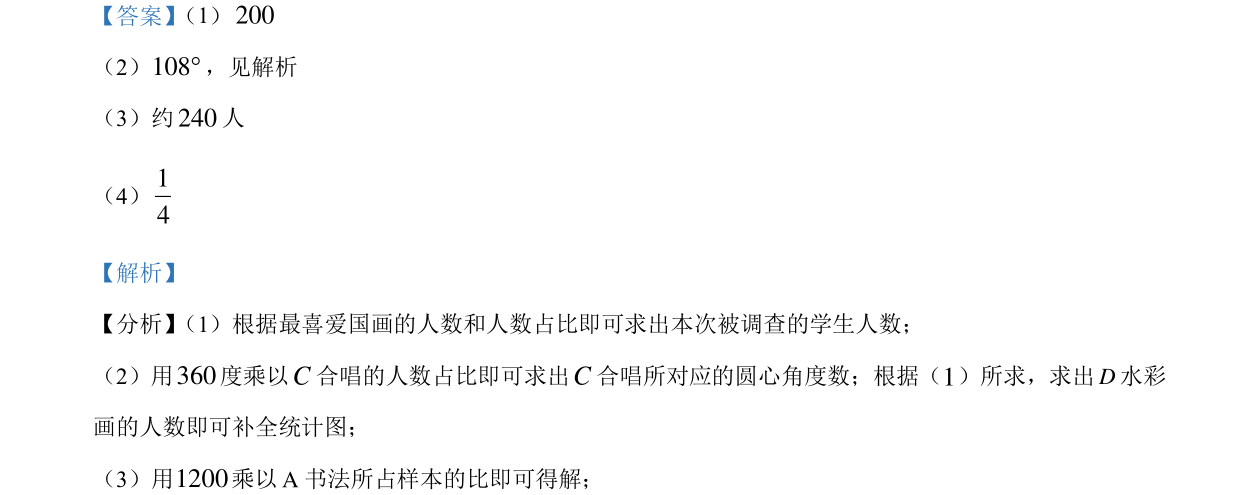 【答案】（1）200
（2）108°，见解析
（3）约240人
（4）1/4
【解析】
【分析】（1）根据最喜爱国画的人数和人数占比即可求出本次被调查的学生人数；
（2）用360度乘以C合唱的人数占比即可求出C合唱所对应的圆心角度数；根据（1）所求，求出D水彩
画的人数即可补全统计图；
（3）用1200乘以A书法所占样本的比即可得解；